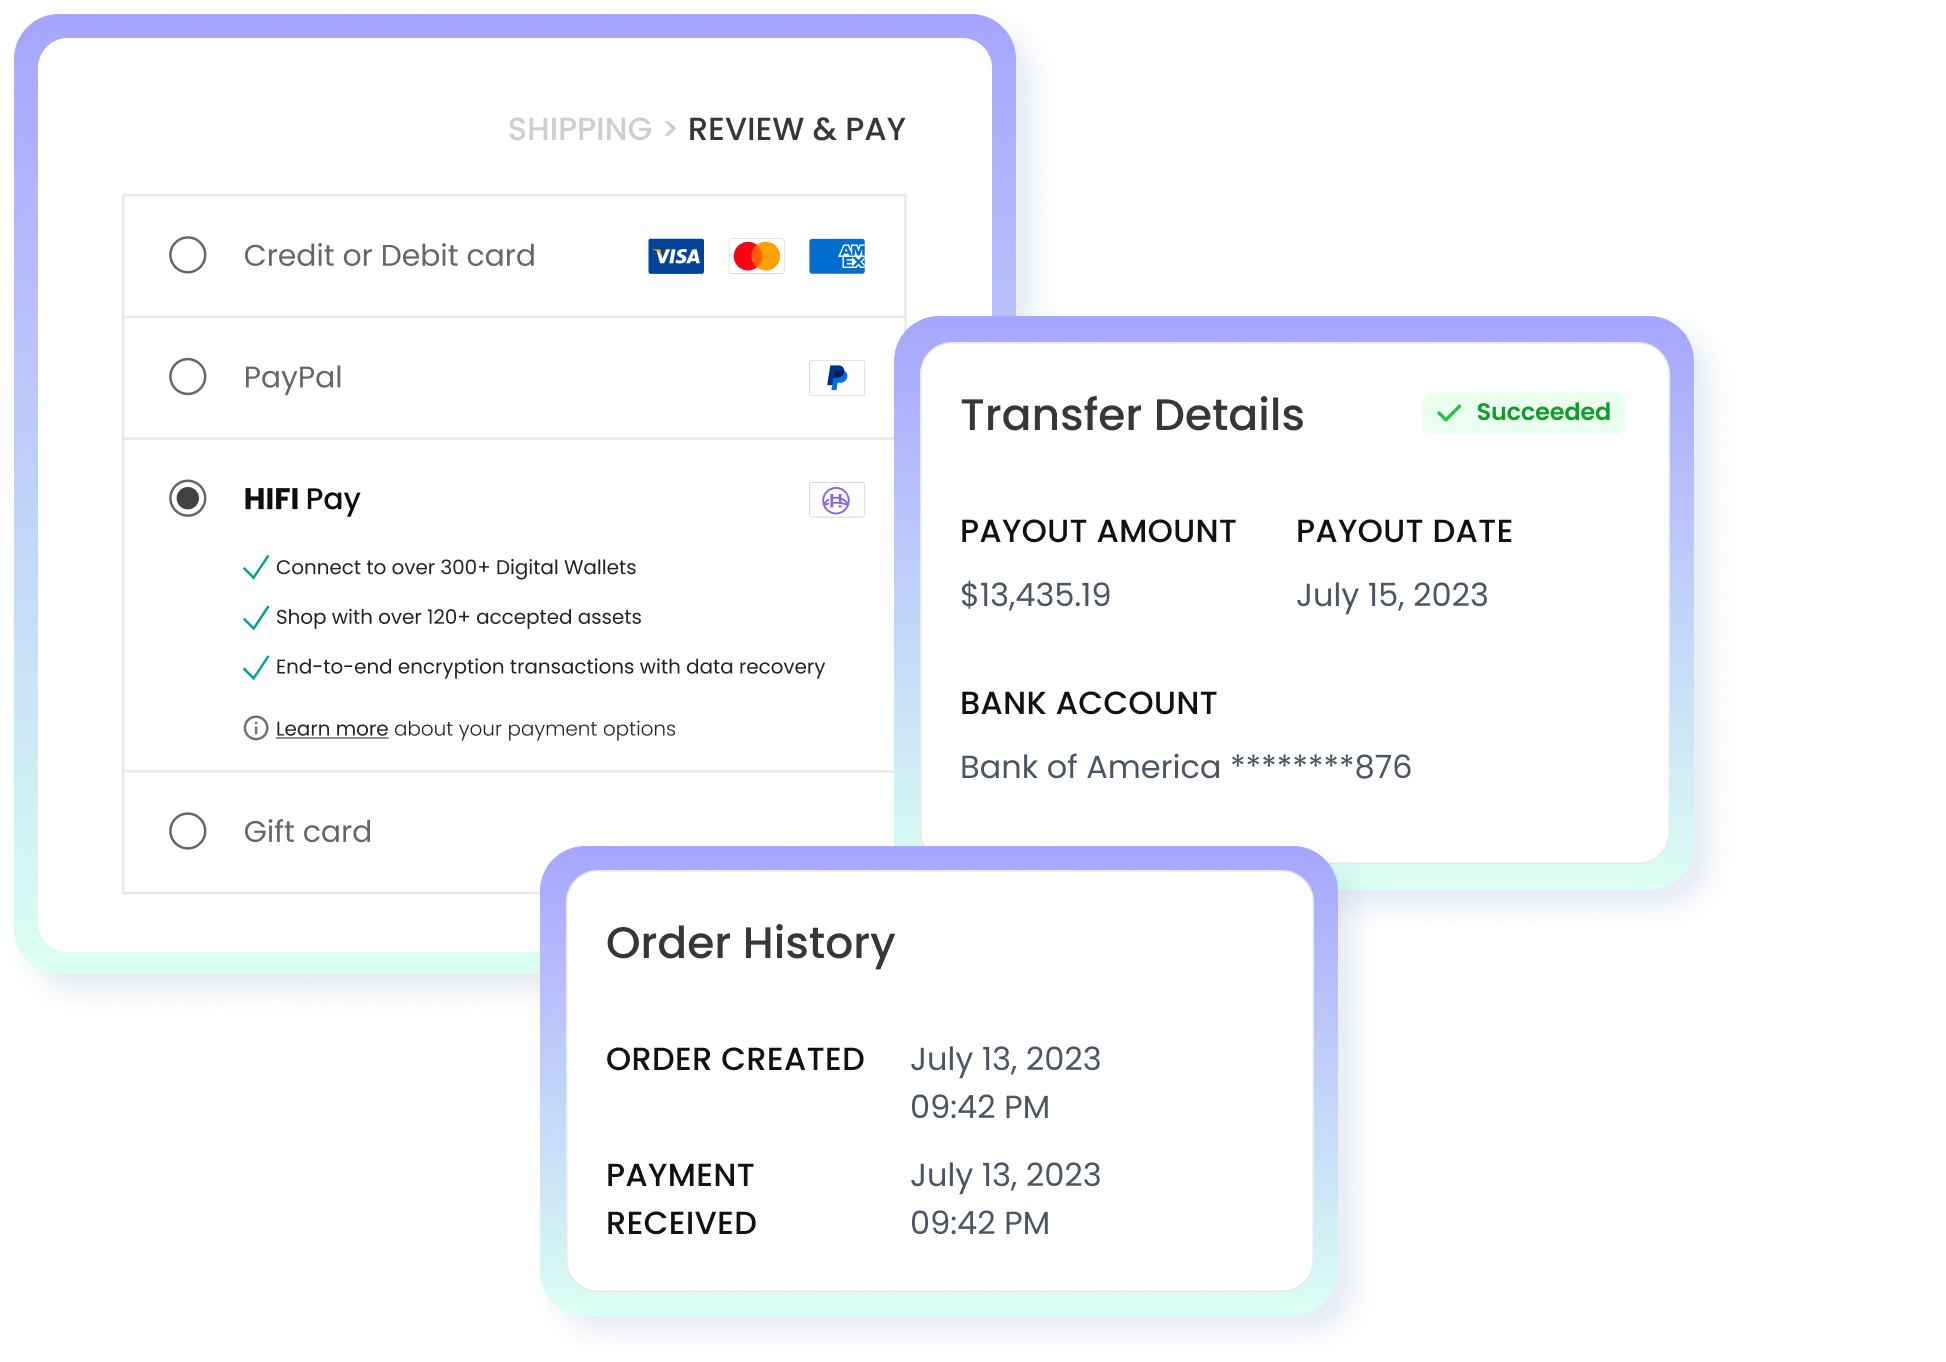 SHIPPING > REVIEW & PAY
Credit or Debit card
VISA
AM
EX
PayPal
HIFI Pay
Connect to over 300+ Digital Wallets
Shop with over 120+ accepted assets
End-to-end encryption transactions with data recovery
Learn more about your payment options
Gift card
Transfer Details
Succeeded
PAYOUT AMOUNT
PAYOUT DATE
$13,435.19
July 15, 2023
BANK ACCOUNT
Bank of America ********876
Order History
ORDER CREATED
July 13, 2023
09:42 PM
PAYMENT
RECEIVED
July 13, 2023
09:42 PM